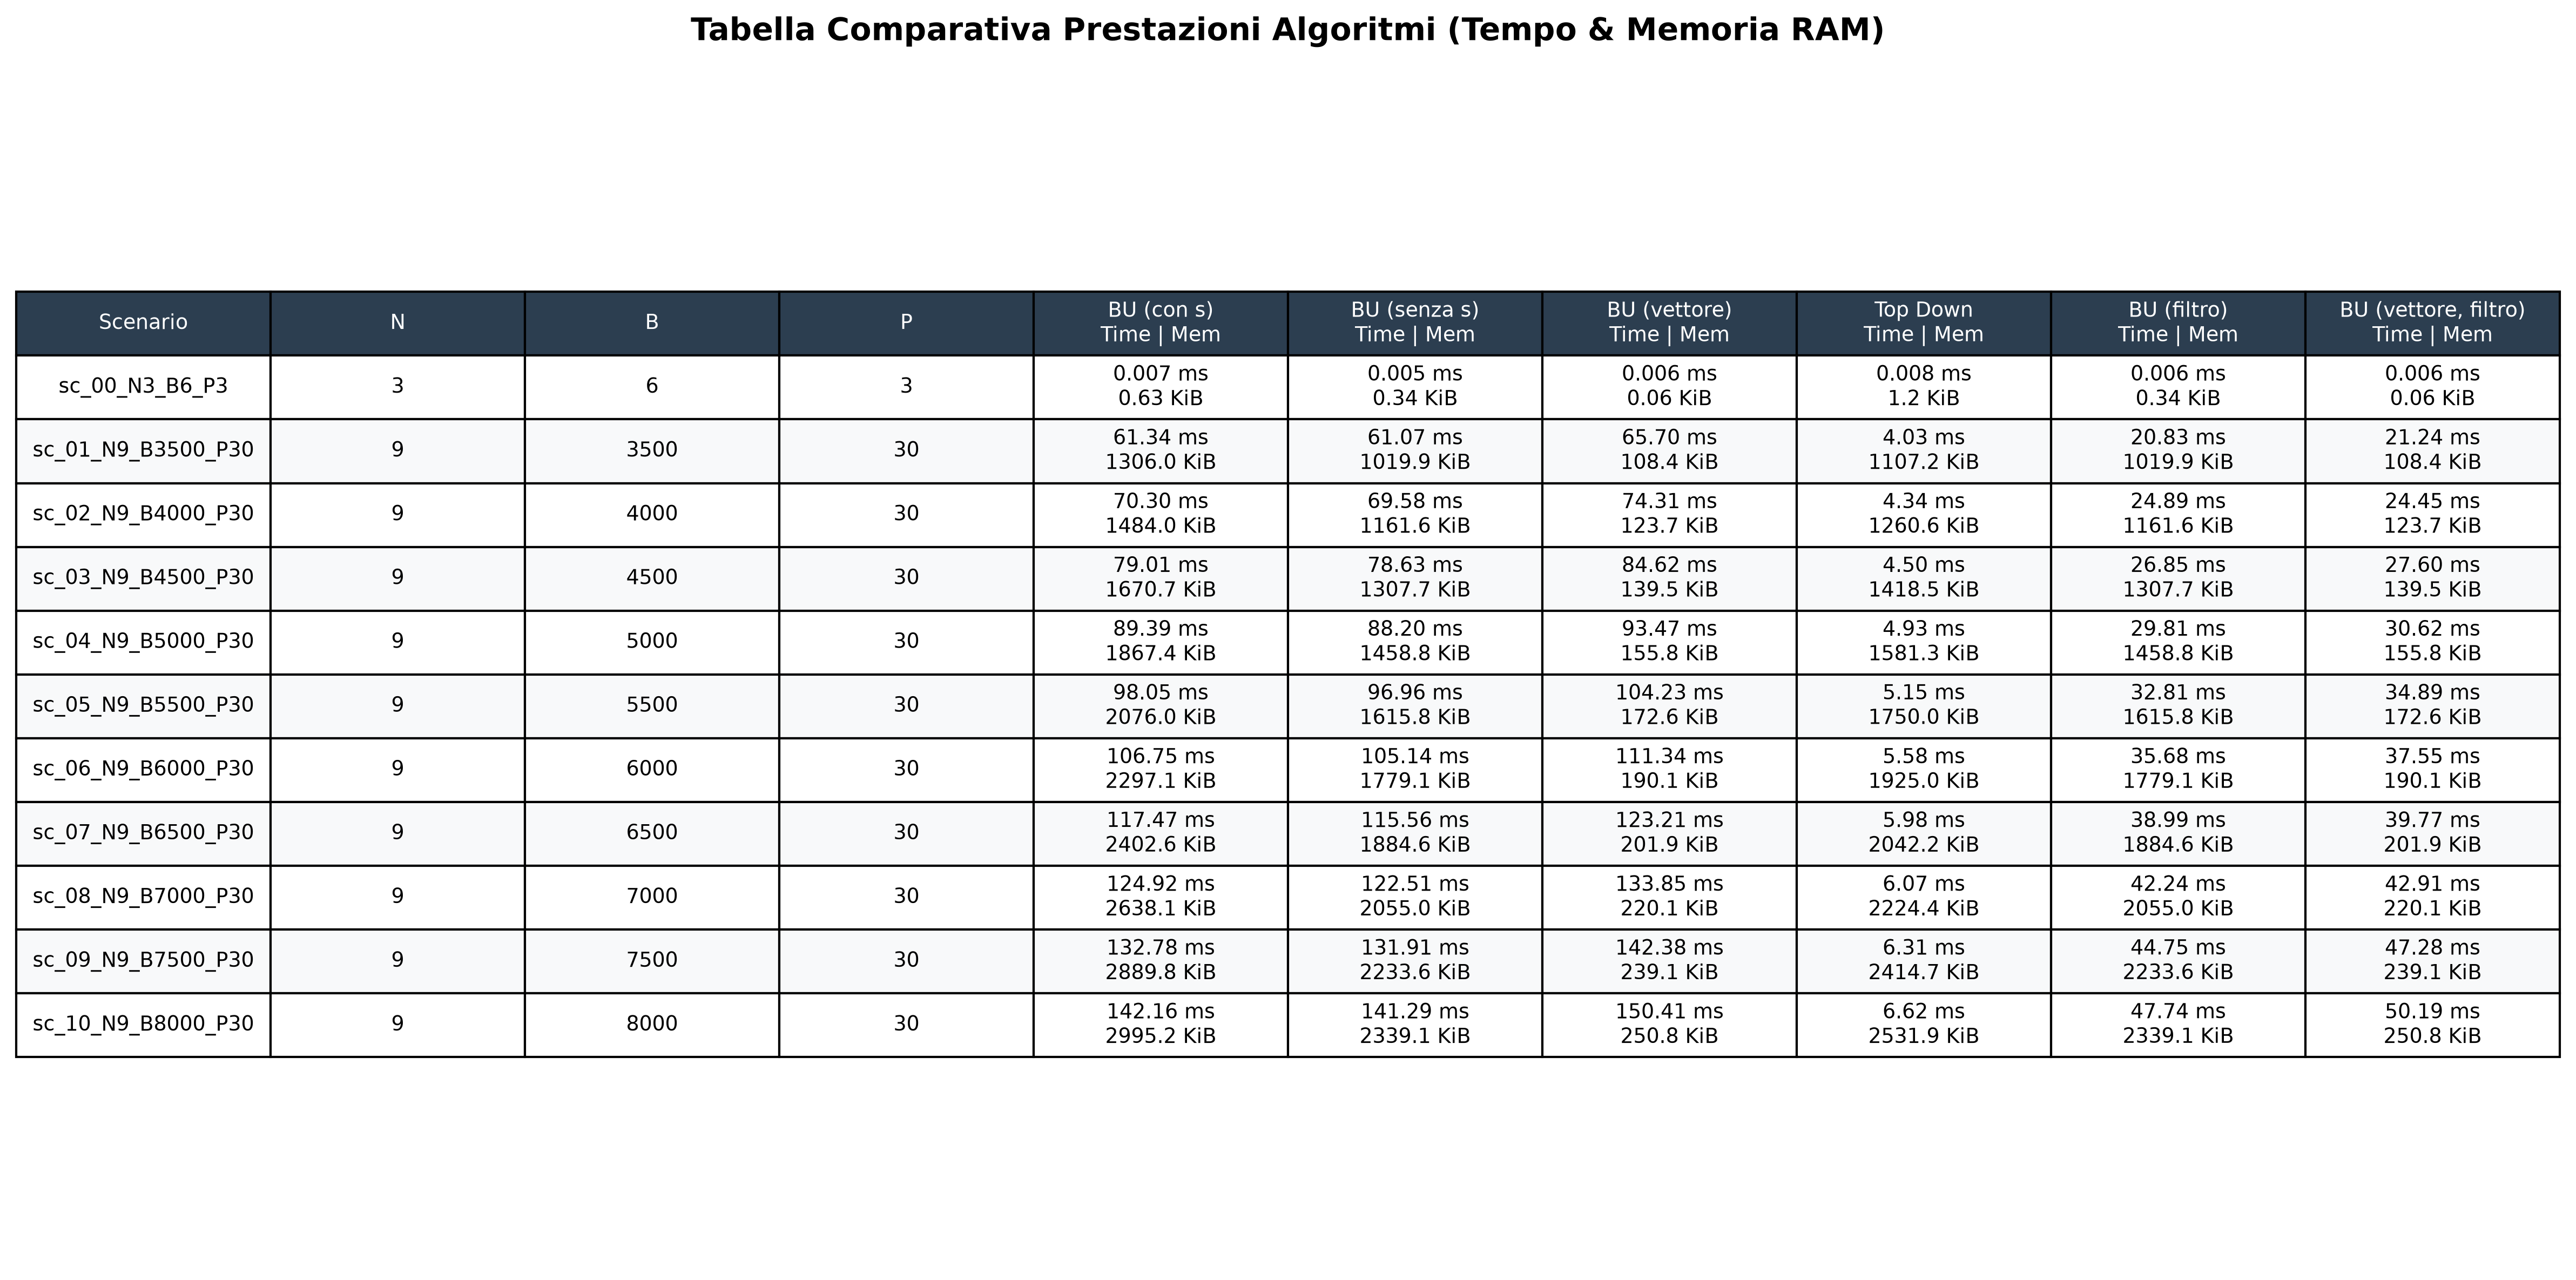 Tabella Comparativa Prestazioni Algoritmi (Tempo & Memoria RAM)
Scenario N B P BU (con s) BU (senza s) BU (vettore) Top Down BU (filtro) BU (vettore, filtro)
Time | Mem Time | Mem Time | Mem Time | Mem Time | Mem Time | Mem
sc_00_N3_B6_P3 3 6 3 0.007 ms 0.005 ms 0.006 ms 0.008 ms 0.006 ms 0.006 ms
0.63 KiB 0.34 KiB 0.06 KiB 1.2 KiB 0.34 KiB 0.06 KiB
sc_01_N9_B3500_P30 9 3500 30 61.34 ms 61.07 ms 65.70 ms 4.03 ms 20.83 ms 21.24 ms
1306.0 KiB 1019.9 KiB 108.4 KiB 1107.2 KiB 1019.9 KiB 108.4 KiB
sc_02_N9_B4000_P30 9 4000 30 70.30 ms 69.58 ms 74.31 ms 4.34 ms 24.89 ms 24.45 ms
1484.0 KiB 1161.6 KiB 123.7 KiB 1260.6 KiB 1161.6 KiB 123.7 KiB
sc_03_N9_B4500_P30 9 4500 30 79.01 ms 78.63 ms 84.62 ms 4.50 ms 26.85 ms 27.60 ms
1670.7 KiB 1307.7 KiB 139.5 KiB 1418.5 KiB 1307.7 KiB 139.5 KiB
sc_04_N9_B5000_P30 9 5000 30 89.39 ms 88.20 ms 93.47 ms 4.93 ms 29.81 ms 30.62 ms
1867.4 KiB 1458.8 KiB 155.8 KiB 1581.3 KiB 1458.8 KiB 155.8 KiB
sc_05_N9_B5500_P30 9 5500 30 98.05 ms 96.96 ms 104.23 ms 5.15 ms 32.81 ms 34.89 ms
2076.0 KiB 1615.8 KiB 172.6 KiB 1750.0 KiB 1615.8 KiB 172.6 KiB
sc_06_N9_B6000_P30 9 6000 30 106.75 ms 105.14 ms 111.34 ms 5.58 ms 35.68 ms 37.55 ms
2297.1 KiB 1779.1 KiB 190.1 KiB 1925.0 KiB 1779.1 KiB 190.1 KiB
sc_07_N9_B6500_P30 9 6500 30 117.47 ms 115.56 ms 123.21 ms 5.98 ms 38.99 ms 39.77 ms
2402.6 KiB 1884.6 KiB 201.9 KiB 2042.2 KiB 1884.6 KiB 201.9 KiB
sc_08_N9_B7000_P30 9 7000 30 124.92 ms 122.51 ms 133.85 ms 6.07 ms 42.24 ms 42.91 ms
2638.1 KiB 2055.0 KiB 220.1 KiB 2224.4 KiB 2055.0 KiB 220.1 KiB
sc_09_N9_B7500_P30 9 7500 30 132.78 ms 131.91 ms 142.38 ms 6.31 ms 44.75 ms 47.28 ms
2889.8 KiB 2233.6 KiB 239.1 KiB 2414.7 KiB 2233.6 KiB 239.1 KiB
sc_10_N9_B8000_P30 9 8000 30 142.16 ms 141.29 ms 150.41 ms 6.62 ms 47.74 ms 50.19 ms
2995.2 KiB 2339.1 KiB 250.8 KiB 2531.9 KiB 2339.1 KiB 250.8 KiB